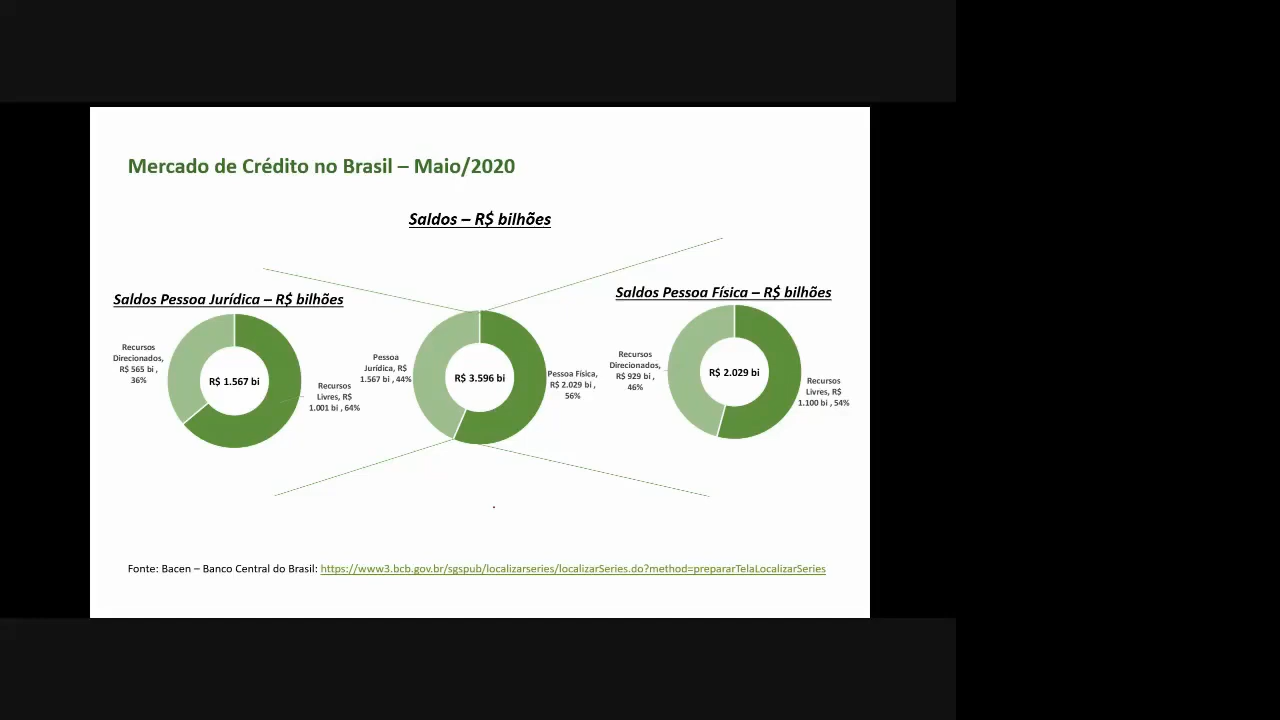 Mercado de Crédito no Brasil – Maio/2020
Saldos – R$ bilhões
Saldos Pessoa Jurídica – R$ bilhões
Recursos
Direcionados,
R$ 565 bi ,
36%
R$ 1.567 bi
Recursos
Livres, R$
1.001 bi , 64%
Pessoa
Jurídica, R$
1.567 bi , 44%
R$ 3.596 bi
Pessoa Física,
R$ 2.029 bi ,
56%
Saldos Pessoa Física – R$ bilhões
Recursos
Direcionados,
R$ 929 bi ,
46%
R$ 2.029 bi
Recursos
Livres, R$
1.100 bi , 54%
.
Fonte: Bacen – Banco Central do Brasil: https://www3.bcb.gov.br/sgspub/localizarseries/localizarSeries.do?method=prepararTelaLocalizarSeries